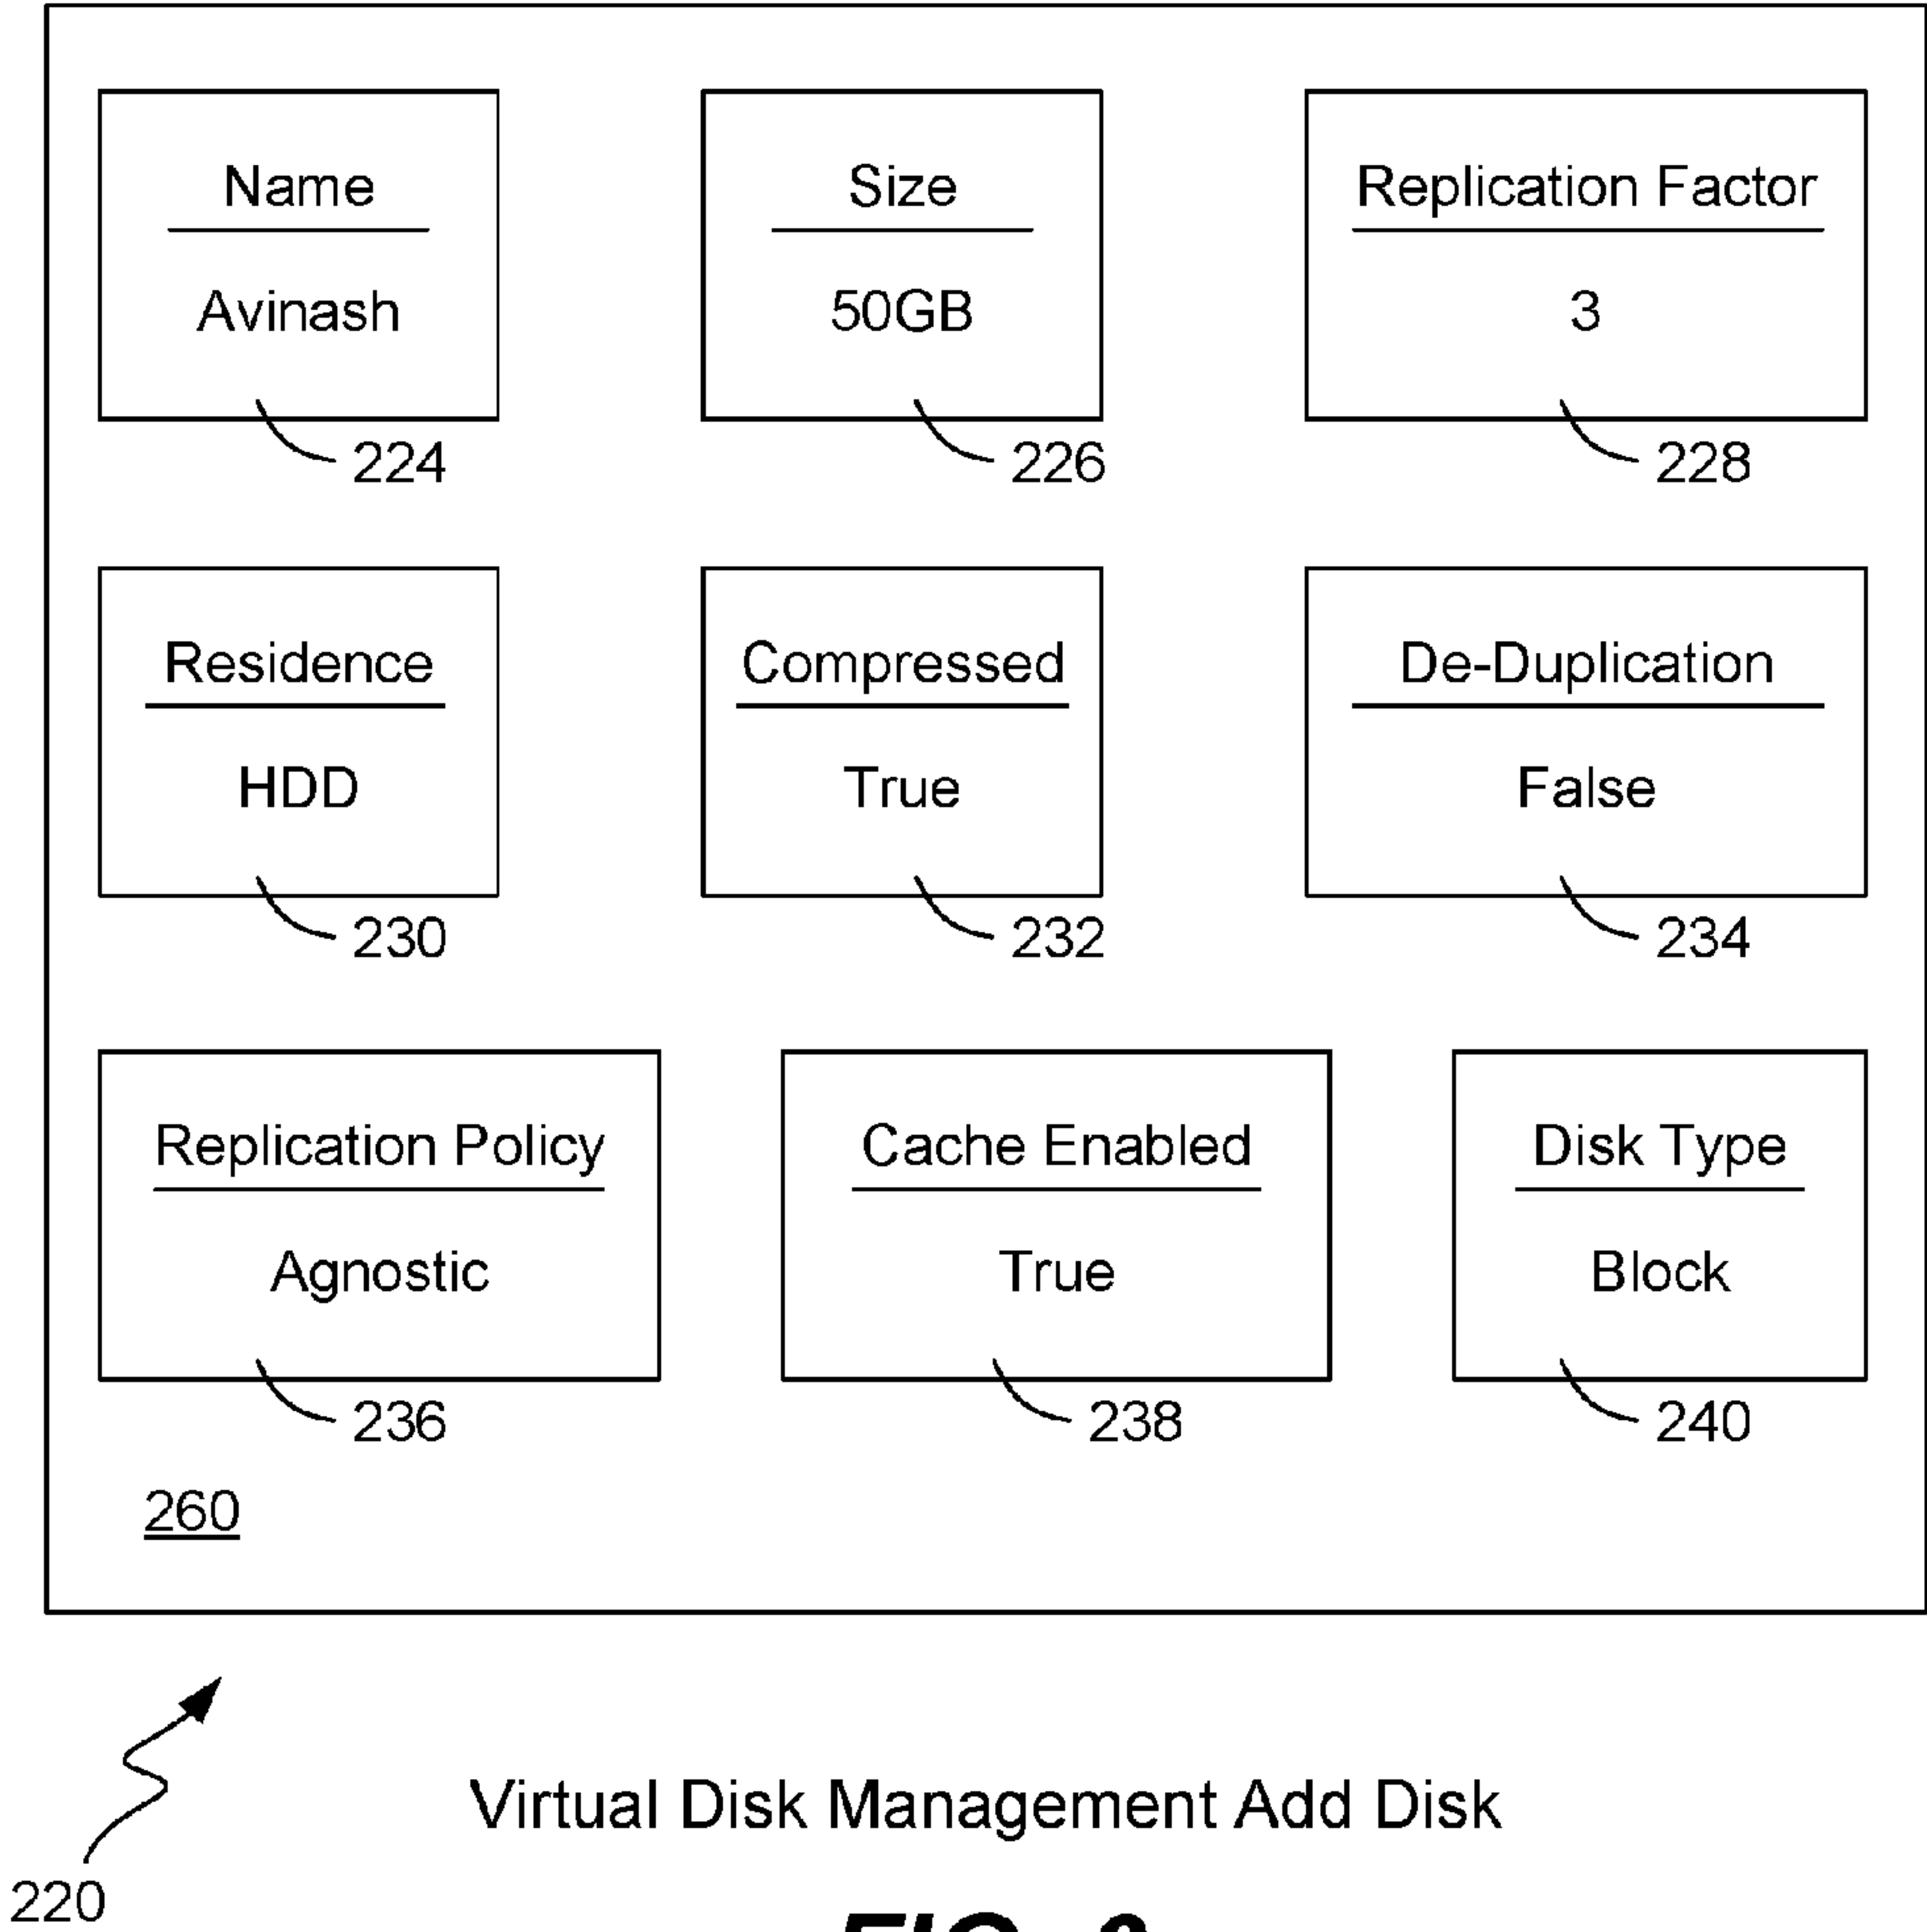 Name
Avinash
224
Size
50GB
226
Replication Factor
3
228
Residence
HDD
230
Compressed
True
232
De-Duplication
False
234
Replication Policy
Agnostic
236
Cache Enabled
True
238
Disk Type
Block
240
260
220
Virtual Disk Management Add Disk
FIG.